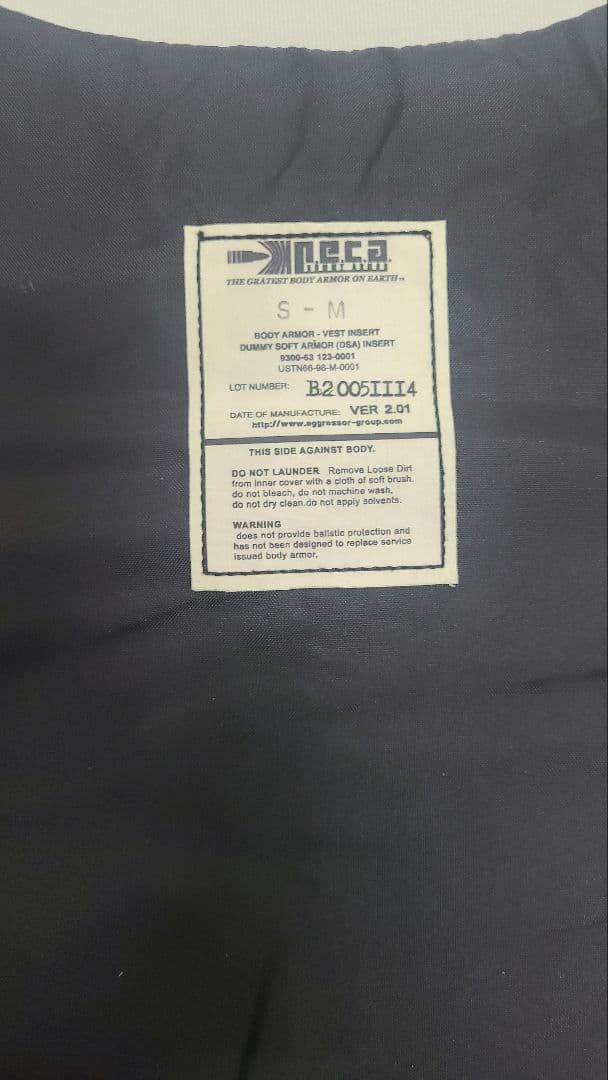 p.e.c.a.
BODY ARMOR
THE GRATEST BODY ARMOR ON EARTH
S - M
BODY ARMOR - VEST INSERT
DUMMY SOFT ARMOR (DSA) INSERT
9300-63 123-0001
USTN66-98-M-0001
LOT NUMBER: B2005III4
DATE OF MANUFACTURE: VER 2.01
http://www.aggressor-group.com
THIS SIDE AGAINST BODY.
DO NOT LAUNDER Remove Loose Dirt
from inner cover with a cloth of soft brush.
do not bleach, do not machine wash,
do not dry clean.do not apply solvents.
WARNING
does not provide ballistic protection and
has not been designed to replace service
issued body armor.